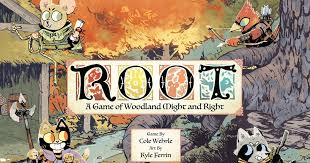 ROOT
A Game of Woodland Might and Right
Game By
Cole Wehrle
Art By
Kyle Ferrin